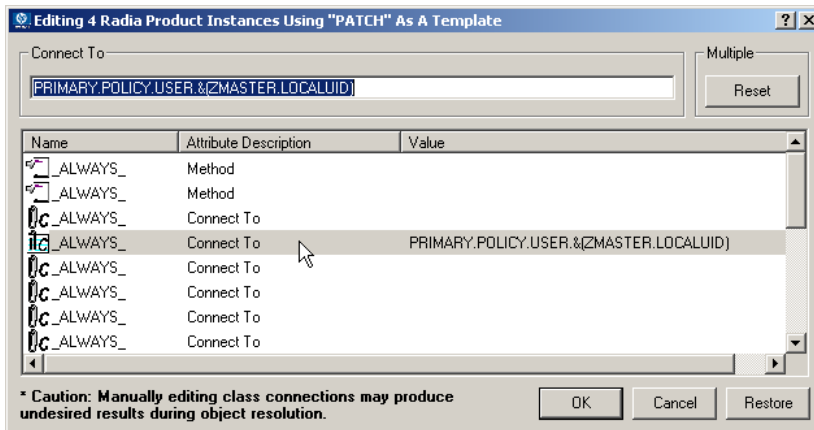 Editing 4 Radia Product Instances Using "PATCH" As A Template
Connect To
Multiple
PRIMARY.POLICY.USER.&(ZMASTER.LOCALUID)
Reset
Name Attribute Description Value
_ALWAYS_ Method
_ALWAYS_ Method
_ALWAYS_ Connect To
_ALWAYS_ Connect To PRIMARY.POLICY.USER.&(ZMASTER.LOCALUID)
_ALWAYS_ Connect To
_ALWAYS_ Connect To
_ALWAYS_ Connect To
_ALWAYS_ Connect To
* Caution: Manually editing class connections may produce
undesired results during object resolution.
OK Cancel Restore